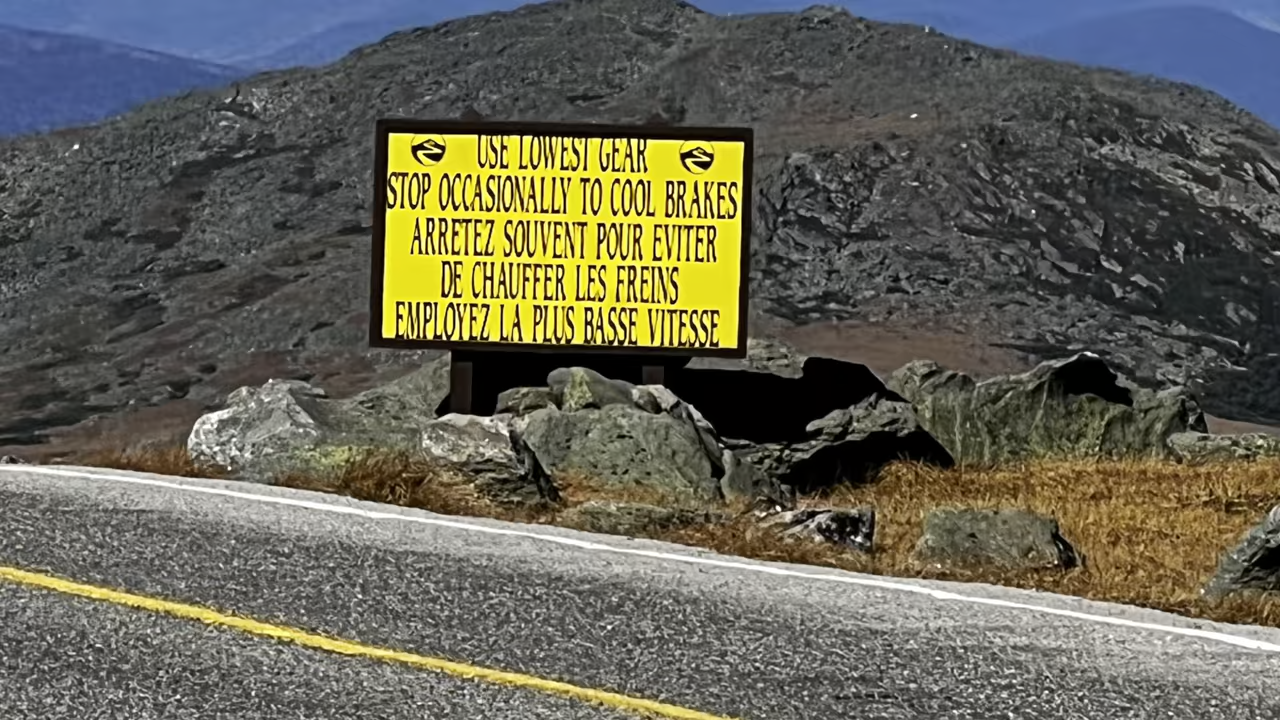 USE LOWEST GEAR
STOP OCCASIONALLY TO COOL BRAKES
ARRETEZ SOUVENT POUR EVITER
DE CHAUFFER LES FREINS
EMPLOYEZ LA PLUS BASSE VITESSE